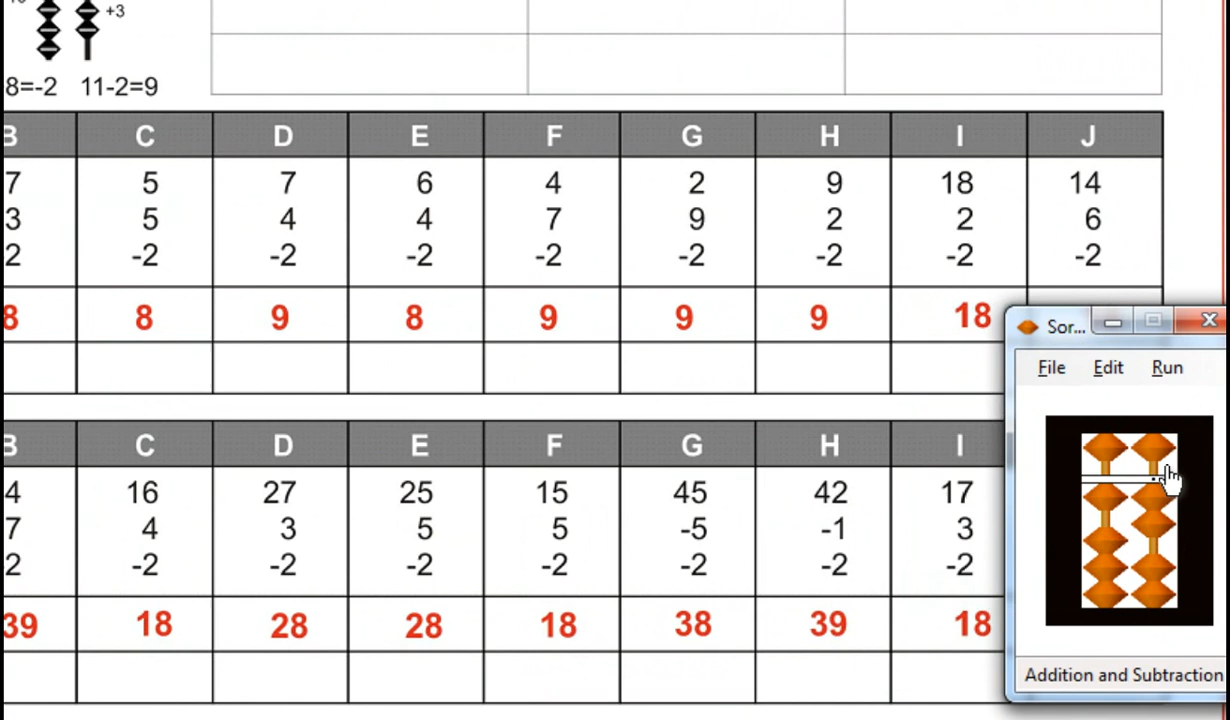 +3
8=-2 11-2=9
B C D E F G H I J
7 5 7 6 4 2 9 18 14
3 5 4 4 7 9 2 2 6
2 -2 -2 -2 -2 -2 -2 -2 -2
8 8 9 8 9 9 9 18
Sor...
File Edit Run
B C D E F G H I
4 16 27 25 15 45 42 17
7 4 3 5 5 -5 -1 3
2 -2 -2 -2 -2 -2 -2 -2
39 18 28 28 18 38 39 18
Addition and Subtraction